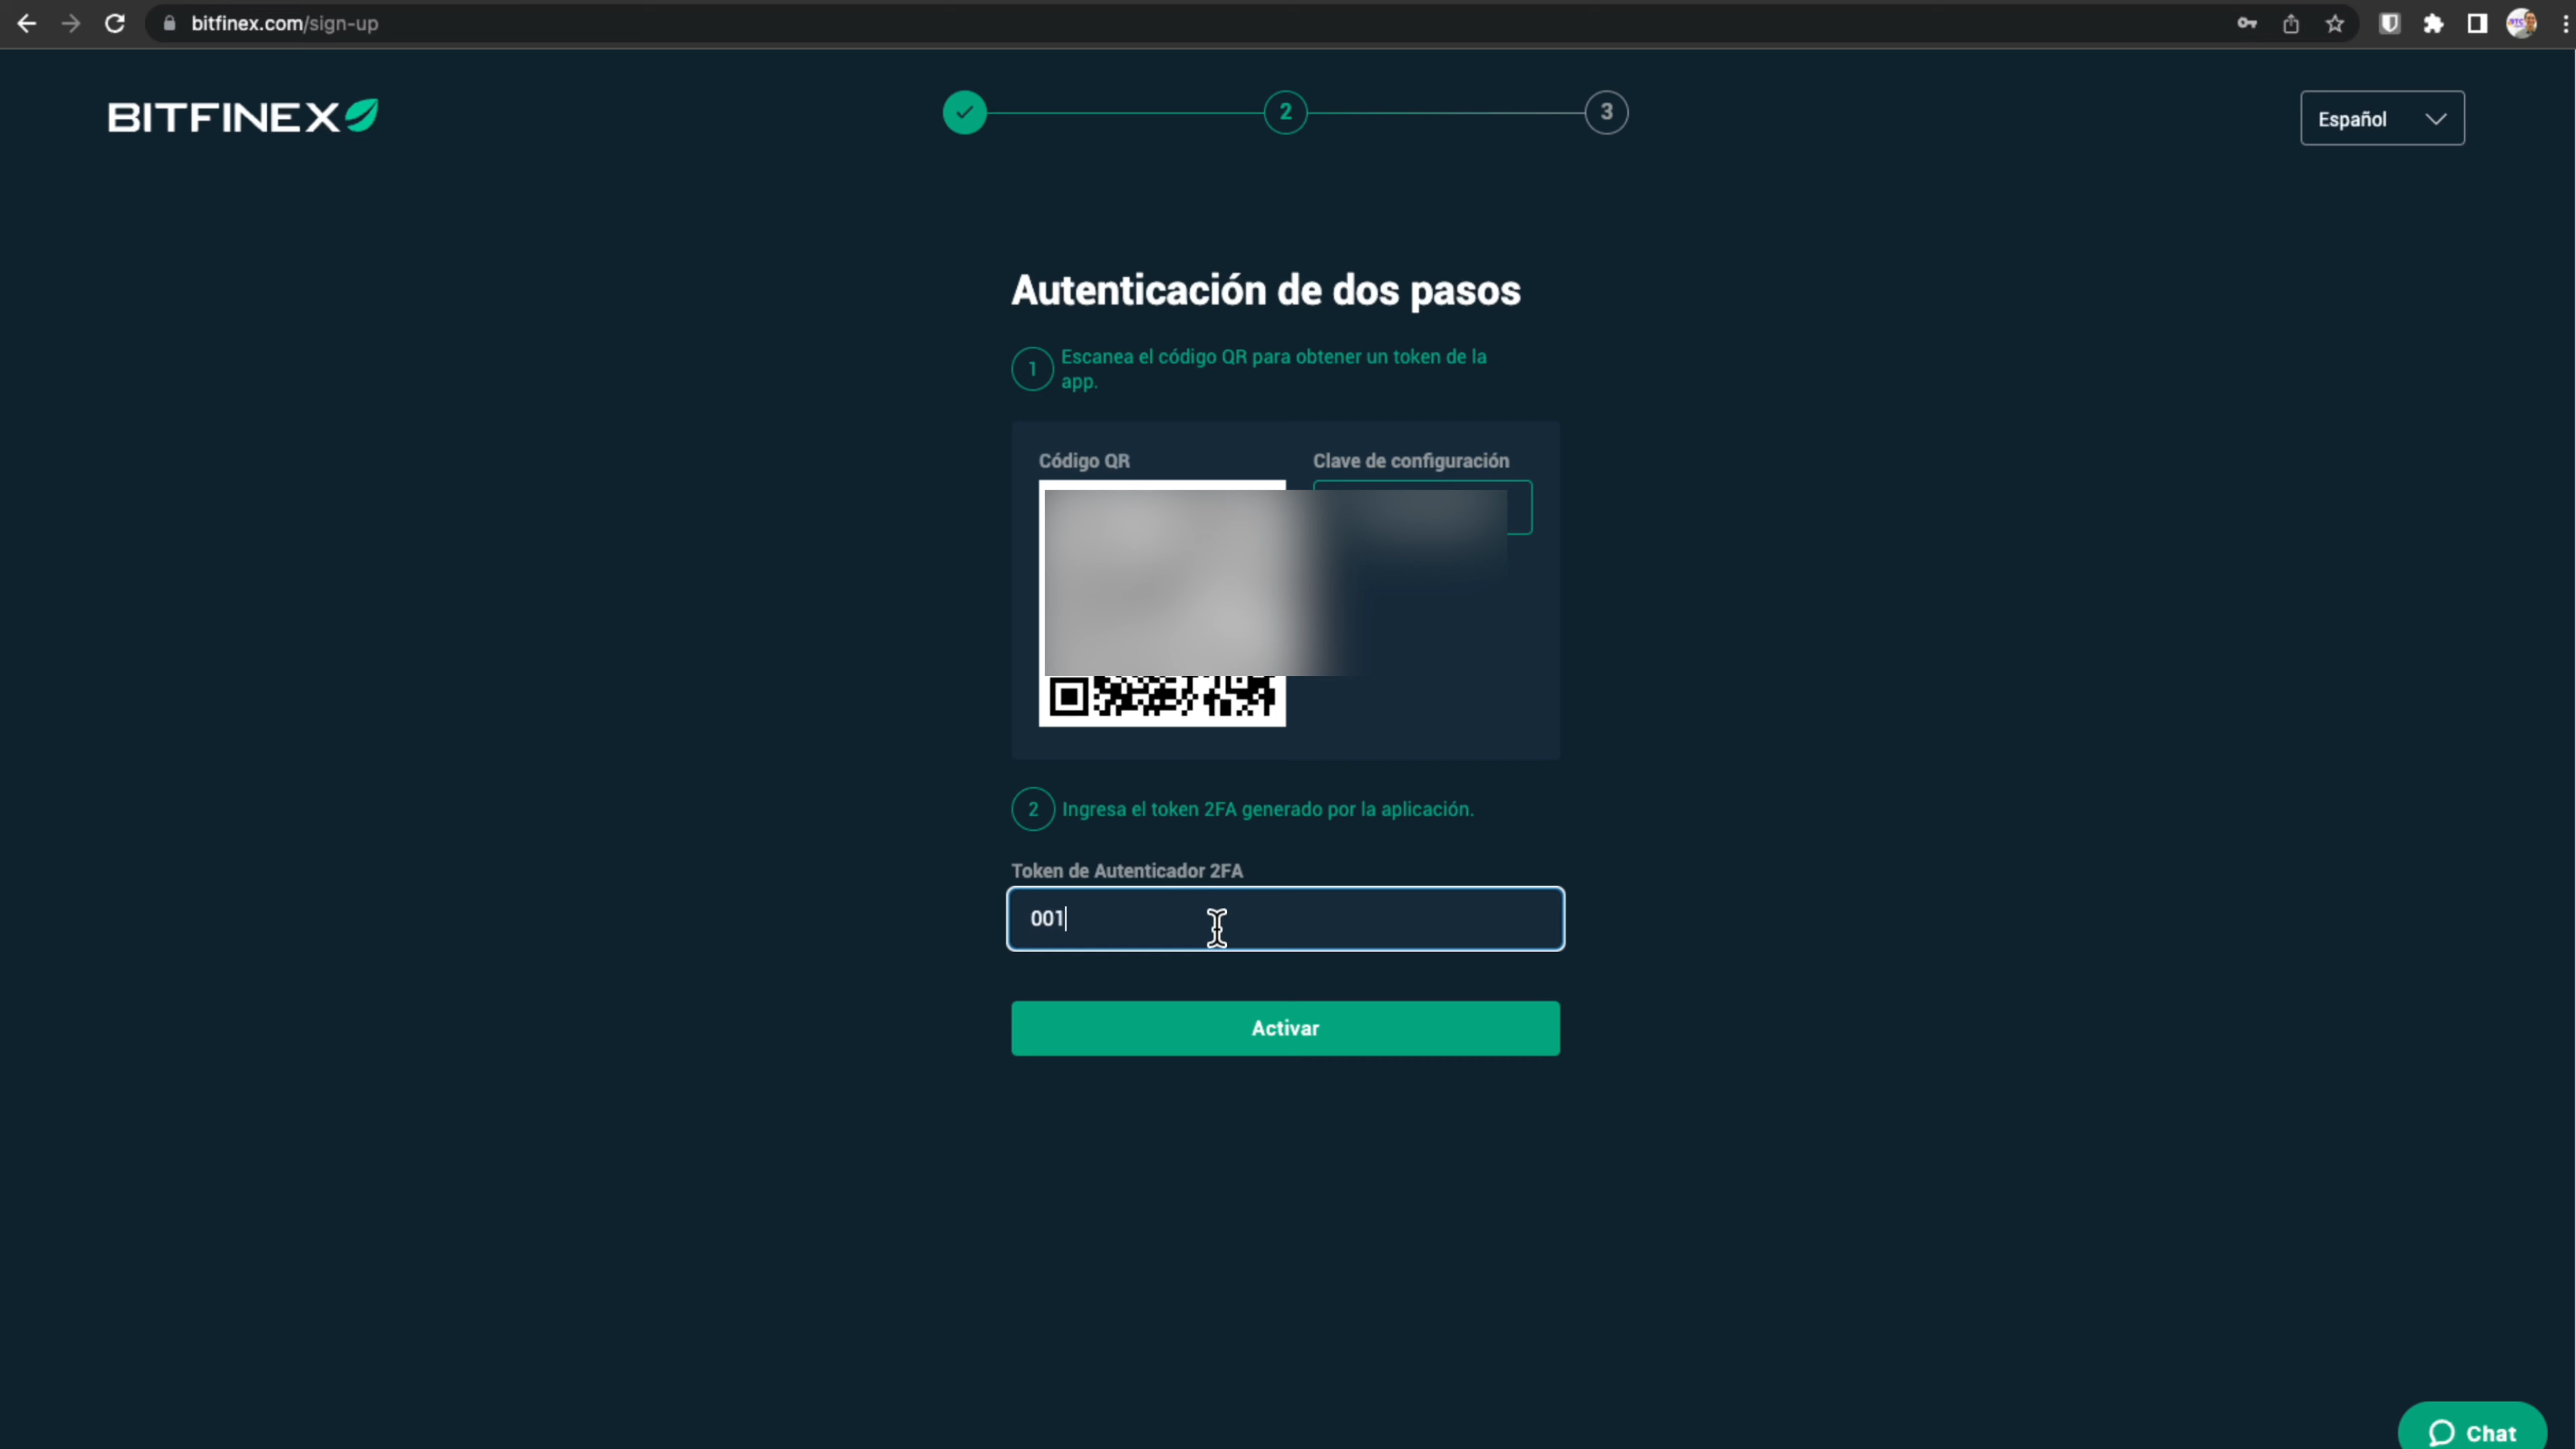 bitfinex.com/sign-up
BITFINEX
2
3
Español
Autenticación de dos pasos
1
Escanea el código QR para obtener un token de la
app.
Código QR
Clave de configuración
2
Ingresa el token 2FA generado por la aplicación.
Token de Autenticador 2FA
001
Activar
Chat